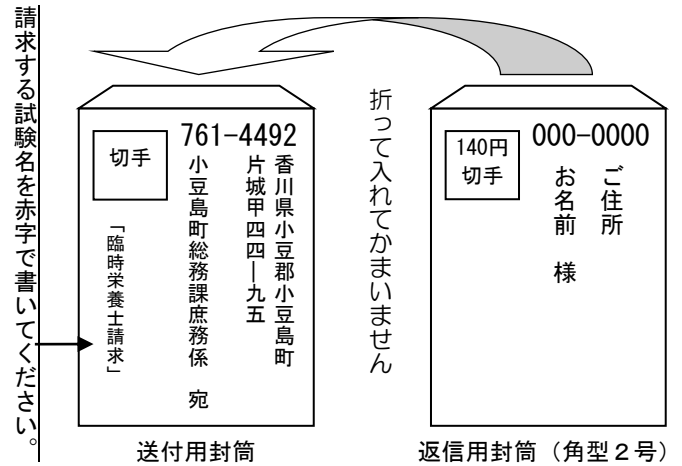 請求する試験名を赤字で書いてください。
切手
761-4492
香川県小豆郡小豆島町
片城甲四四―九五
小豆島町総務課庶務係 宛
「臨時栄養士請求」
送付用封筒
折って入れてかまいません
140円
切手
000-0000
ご住所
お名前 様
返信用封筒（角型２号）